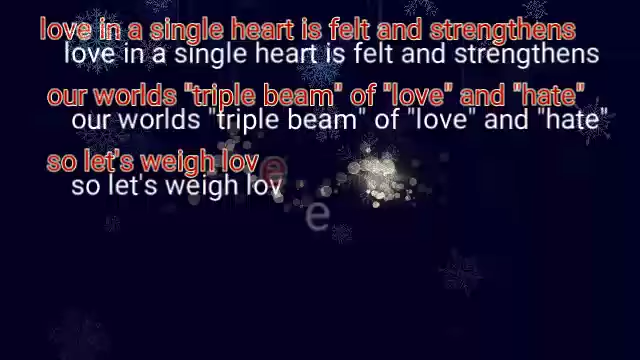 love in a single heart is felt and strengthens
love in a single heart is felt and strengthens
our worlds "triple beam" of "love" and "hate"
our worlds "triple beam" of "love" and "hate"
so let's weigh love
so let's weigh love